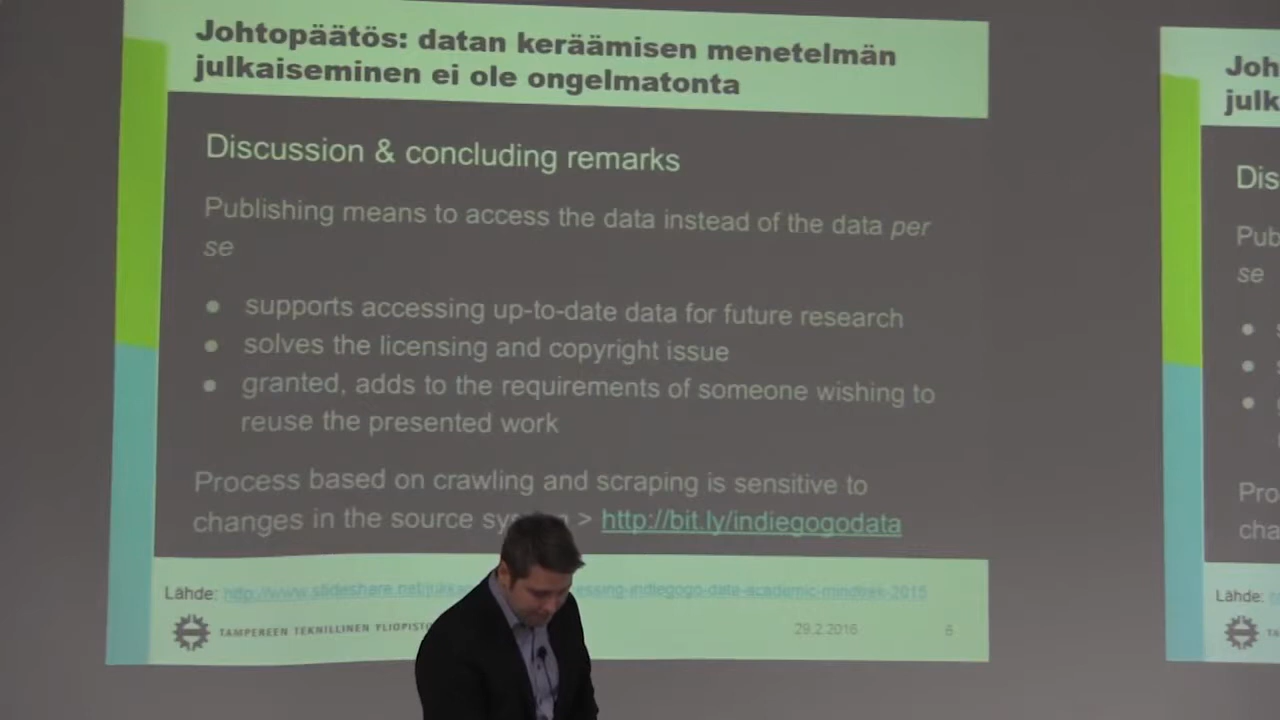 Johtopäätös: datan keräämisen menetelmän
julkaiseminen ei ole ongelmatonta
Discussion & concluding remarks
Publishing means to access the data instead of the data per
se
● supports accessing up-to-date data for future research
● solves the licensing and copyright issue
● granted, adds to the requirements of someone wishing to
reuse the presented work
Process based on crawling and scraping is sensitive to
changes in the source > http://bit.ly/indiegogodata
Lähde:
TAMPEREEN TEKNILLINEN
29.2.2016
6
Joh
julk
Dis
Pub
se
Pro
cha
Lähde: